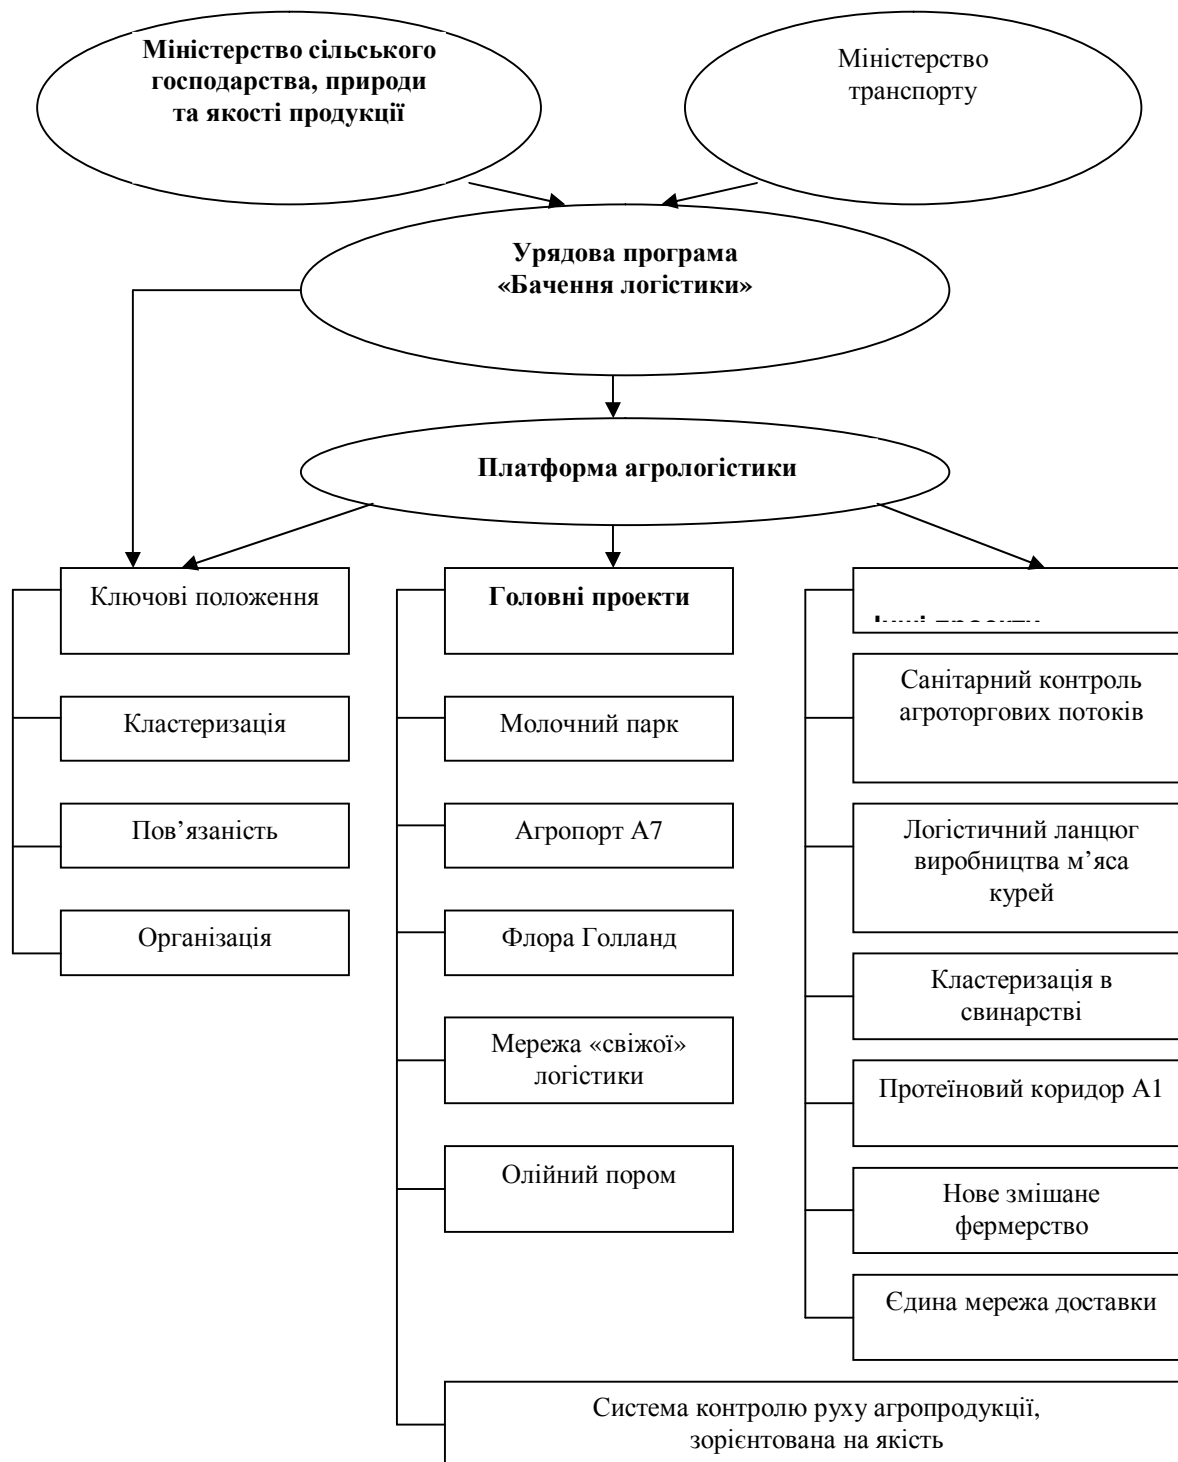 Міністерство сільського
господарства, природи
та якості продукції
Міністерство
транспорту
Урядова програма
«Бачення логістики»
Платформа агрологістики
Ключові положення
Кластеризація
Пов’язаність
Організація
Головні проекти
Молочний парк
Агропорт А7
Флора Голланд
Мережа «свіжої»
логістики
Олійний пором
Санітарний контроль
агроторгових потоків
Логістичний ланцюг
виробництва м’яса
курей
Кластеризація в
свинарстві
Протеїновий коридор А1
Нове змішане
фермерство
Єдина мережа доставки
Система контролю руху агропродукції,
зорієнтована на якість